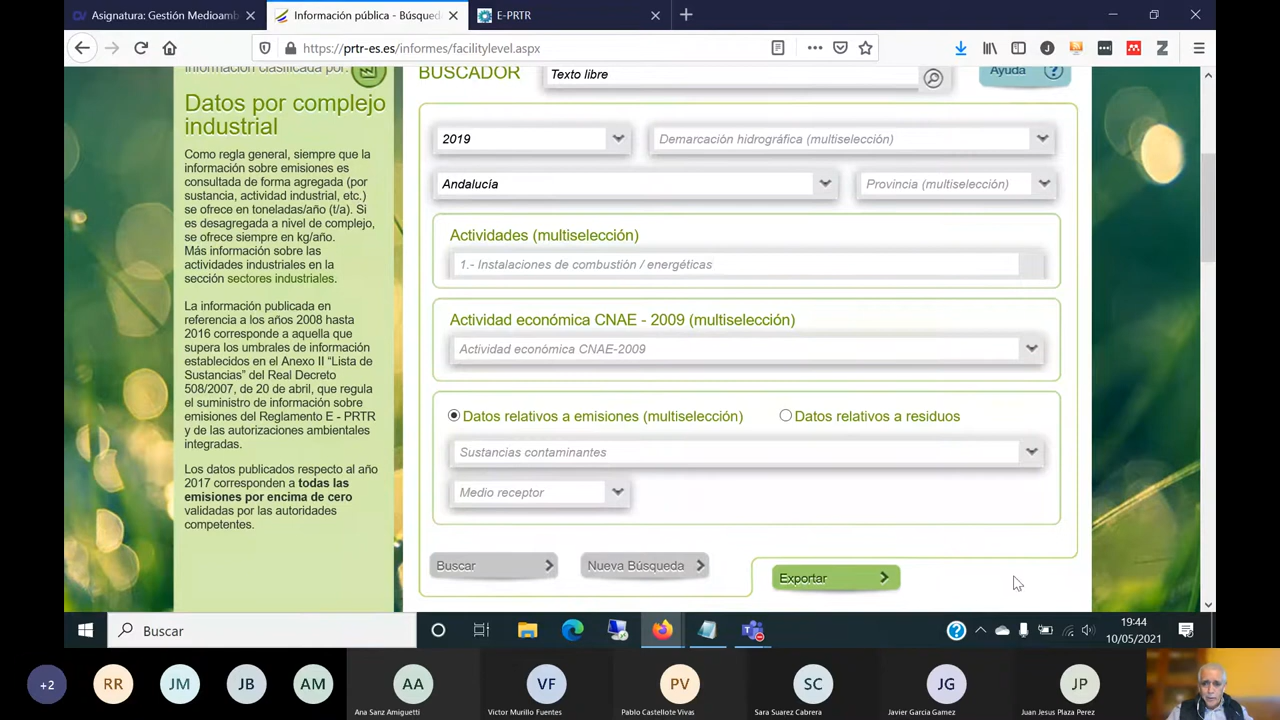 Asignatura: Gestión Medioamb
Información pública - Búsqued
E-PRTR
https://prtr-es.es/informes/facilitylevel.aspx
Información clasificada por:
Datos por complejo
industrial
Como regla general, siempre que la
información sobre emisiones es
consultada de forma agregada (por
sustancia, actividad industrial, etc.)
se ofrece en toneladas/año (t/a). Si
es desagregada a nivel de complejo,
se ofrece siempre en kg/año.
Más información sobre las
actividades industriales en la
sección sectores industriales.
La información publicada en
referencia a los años 2008 hasta
2016 corresponde a aquella que
supera los umbrales de información
establecidos en el Anexo II “Lista de
Sustancias” del Real Decreto
508/2007, de 20 de abril, que regula
el suministro de información sobre
emisiones del Reglamento E - PRTR
y de las autorizaciones ambientales
integradas.
Los datos publicados respecto al año
2017 corresponden a todas las
emisiones por encima de cero
validadas por las autoridades
competentes.
BUSCADOR
Texto libre
Ayuda ?
2019
Demarcación hidrográfica (multiselección)
Andalucía
Provincia (multiselección)
Actividades (multiselección)
1.- Instalaciones de combustión / energéticas
Actividad económica CNAE - 2009 (multiselección)
Actividad económica CNAE-2009
Datos relativos a emisiones (multiselección)
Datos relativos a residuos
Sustancias contaminantes
Medio receptor
Buscar
Nueva Búsqueda
Exportar
Buscar
19:44
10/05/2021
+2
RR
JM
JB
AM
AA
Ana Sanz Amiguetti
VF
Victor Murillo Fuentes
PV
Pablo Castellote Vivas
SC
Sara Suarez Cabrera
JG
Javier Garcia Gamez
JP
Juan Jesus Plaza Perez